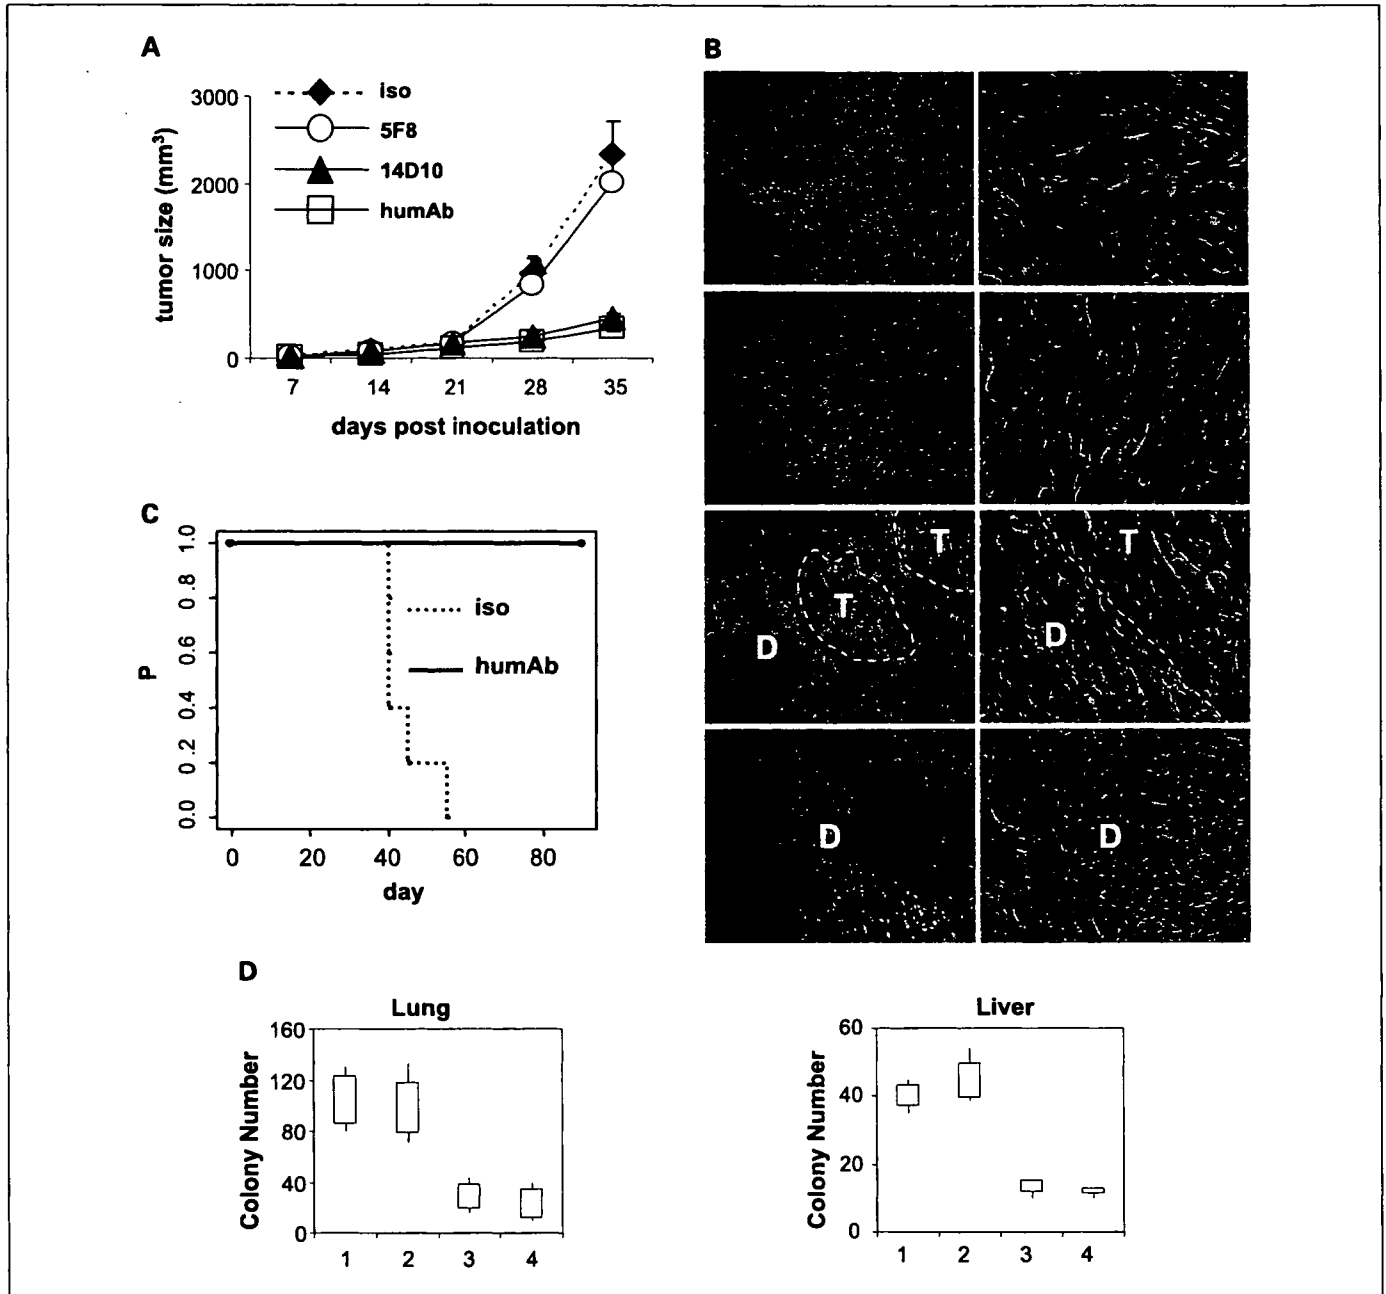 A
3000
2000
1000
0
tumor size (mm³)
iso
5F8
14D10
humAb
7 14 21 28 35
days post inoculation
B
T
T
D
T
D
D
D
C
P
1.0
0.8
0.6
0.4
0.2
0.0
iso
humAb
0 20 40 60 80
day
D
Lung
Colony Number
160
120
80
40
0
1 2 3 4
Liver
Colony Number
60
40
20
0
1 2 3 4